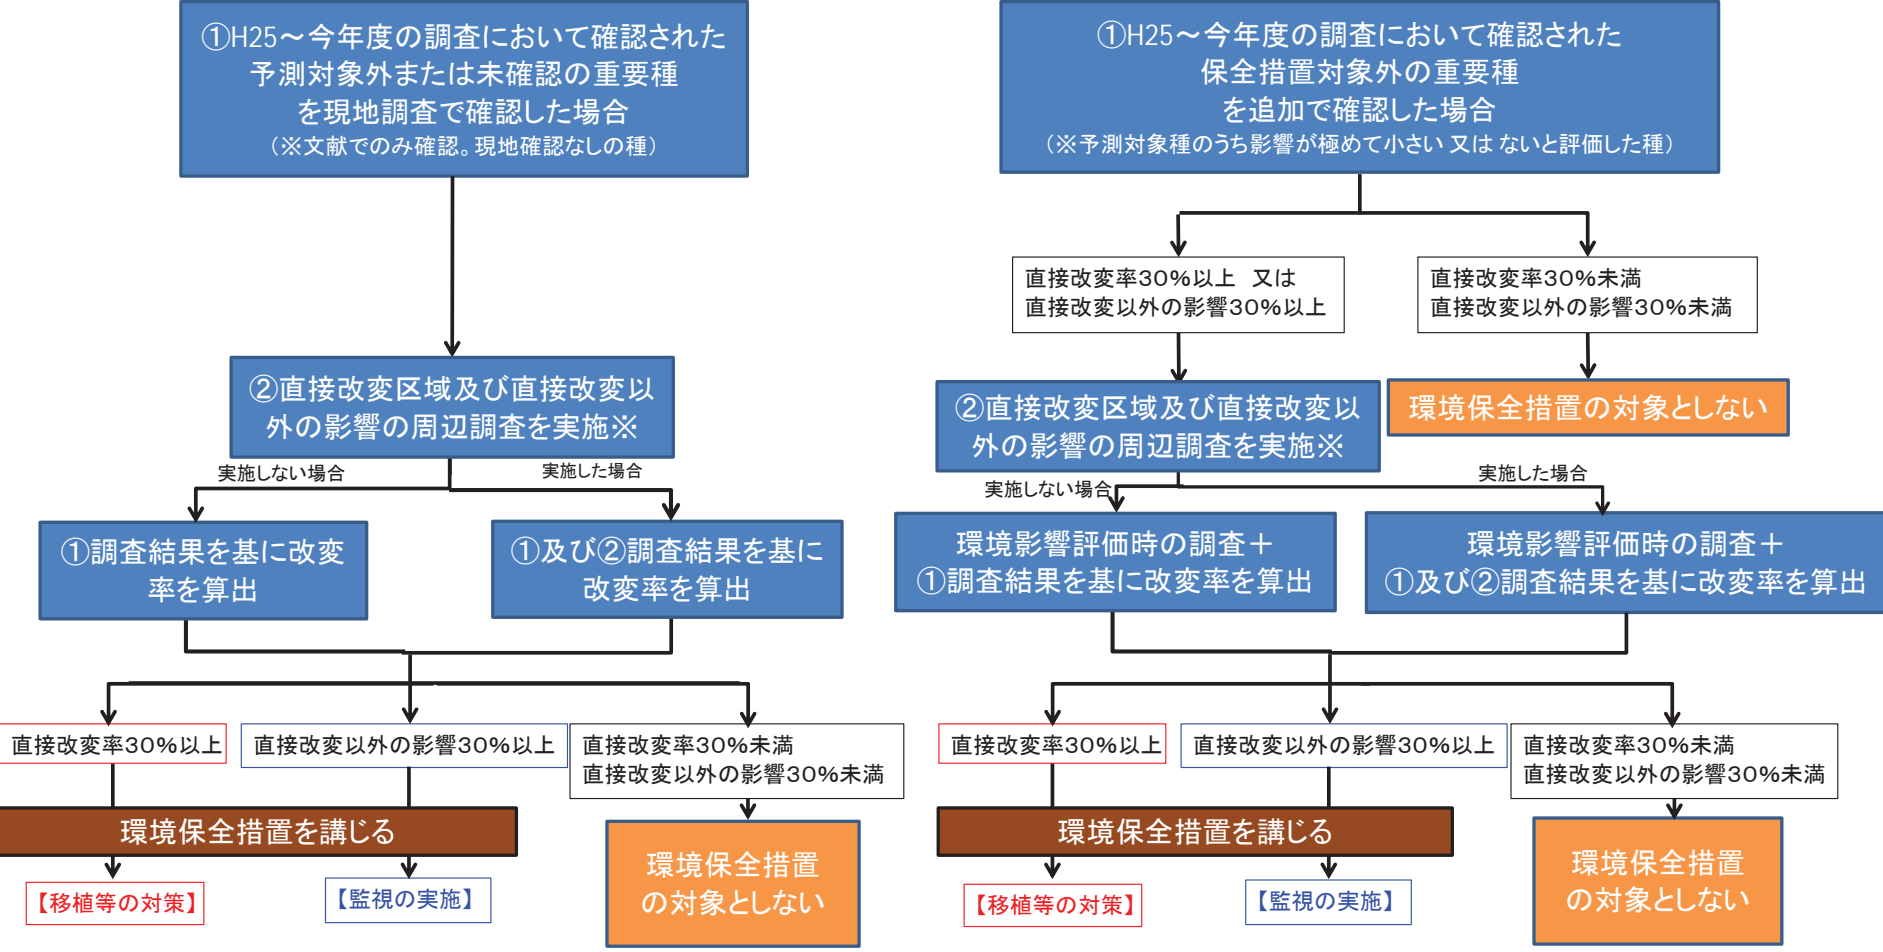 ①H25～今年度の調査において確認された
予測対象外または未確認の重要種
を現地調査で確認した場合
（※文献でのみ確認。現地確認なしの種）
②直接改変区域及び直接改変以
外の影響の周辺調査を実施※
実施しない場合
実施した場合
①調査結果を基に改変
率を算出
①及び②調査結果を基に
改変率を算出
直接改変率30%以上
直接改変以外の影響30%以上
直接改変率30%未満
直接改変以外の影響30%未満
環境保全措置を講じる
【移植等の対策】
【監視の実施】
環境保全措置
の対象としない
①H25～今年度の調査において確認された
保全措置対象外の重要種
を追加で確認した場合
（※予測対象種のうち影響が極めて小さい 又は ないと評価した種）
直接改変率30%以上 又は
直接改変以外の影響30%以上
直接改変率30%未満
直接改変以外の影響30%未満
②直接改変区域及び直接改変以
外の影響の周辺調査を実施※
環境保全措置の対象としない
実施しない場合
実施した場合
環境影響評価時の調査＋
①調査結果を基に改変率を算出
環境影響評価時の調査＋
①及び②調査結果を基に改変率を算出
直接改変率30%以上
直接改変以外の影響30%以上
直接改変率30%未満
直接改変以外の影響30%未満
環境保全措置を講じる
【移植等の対策】
【監視の実施】
環境保全措置
の対象としない